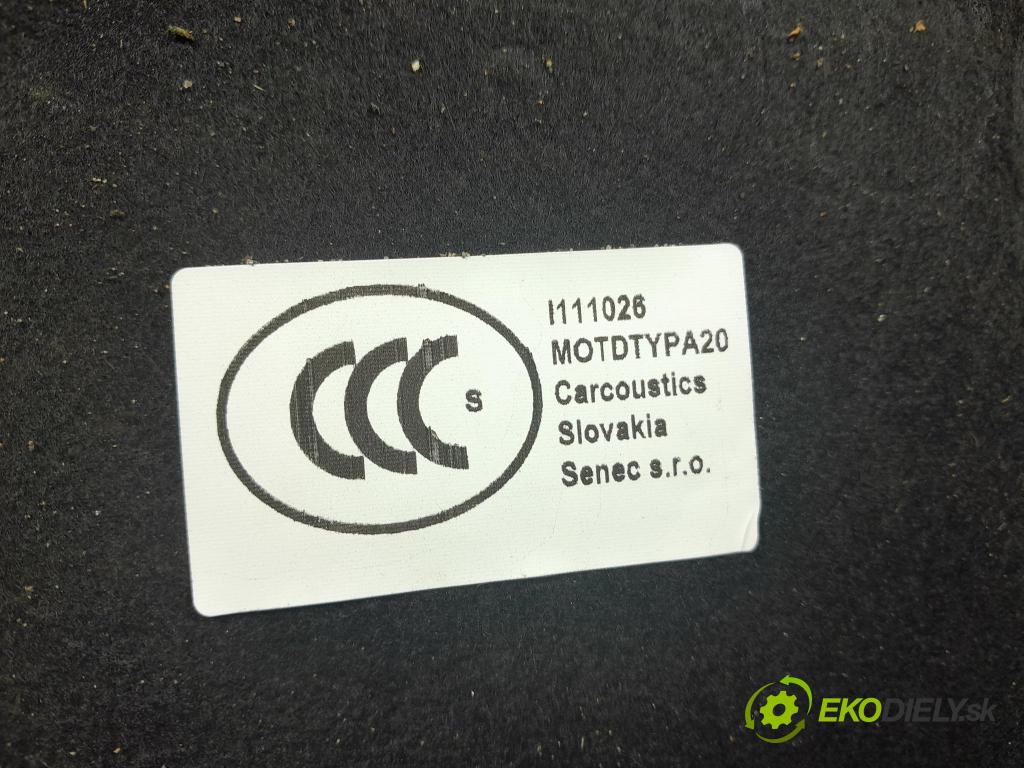 CCC S
I111026
MOTDTYPA20
Carcoustics
Slovakia
Senec s.r.o.
EKODIELY.sk